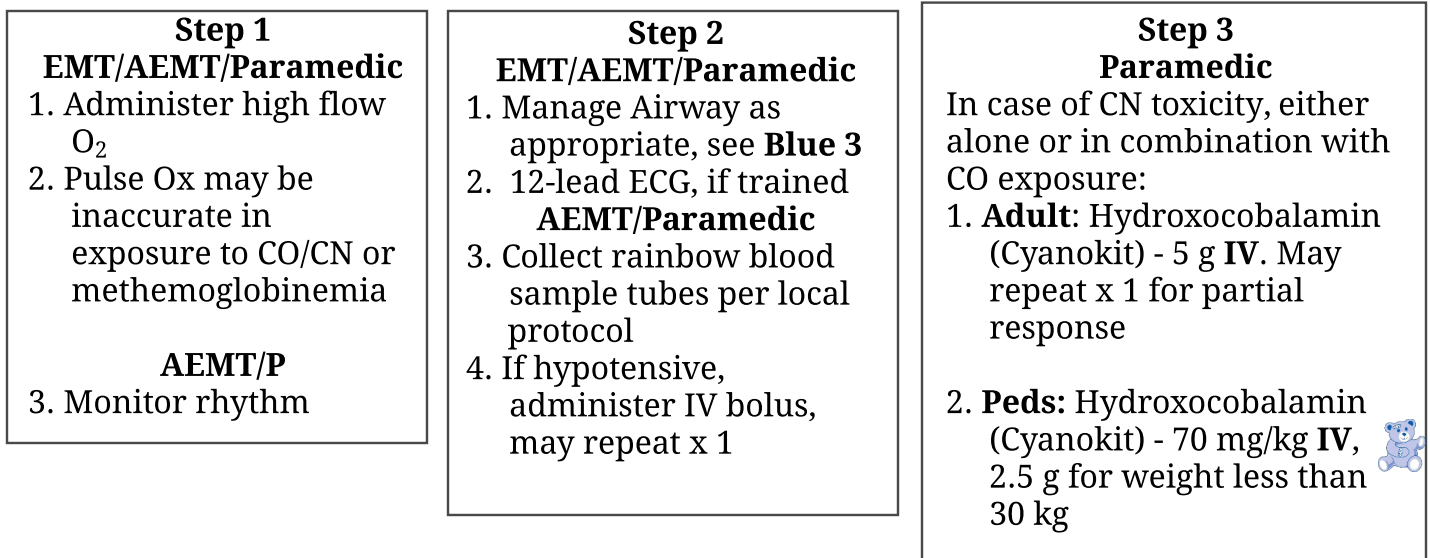 Step 1
EMT/AEMT/Paramedic
1. Administer high flow
O₂
2. Pulse Ox may be
inaccurate in
exposure to CO/CN or
methemoglobinemia
AEMT/P
3. Monitor rhythm
Step 2
EMT/AEMT/Paramedic
1. Manage Airway as
appropriate, see Blue 3
2. 12-lead ECG, if trained
AEMT/Paramedic
3. Collect rainbow blood
sample tubes per local
protocol
4. If hypotensive,
administer IV bolus,
may repeat x 1
Step 3
Paramedic
In case of CN toxicity, either
alone or in combination with
CO exposure:
1. Adult: Hydroxocobalamin
(Cyanokit) - 5 g IV. May
repeat x 1 for partial
response
2. Peds: Hydroxocobalamin
(Cyanokit) - 70 mg/kg IV,
2.5 g for weight less than
30 kg